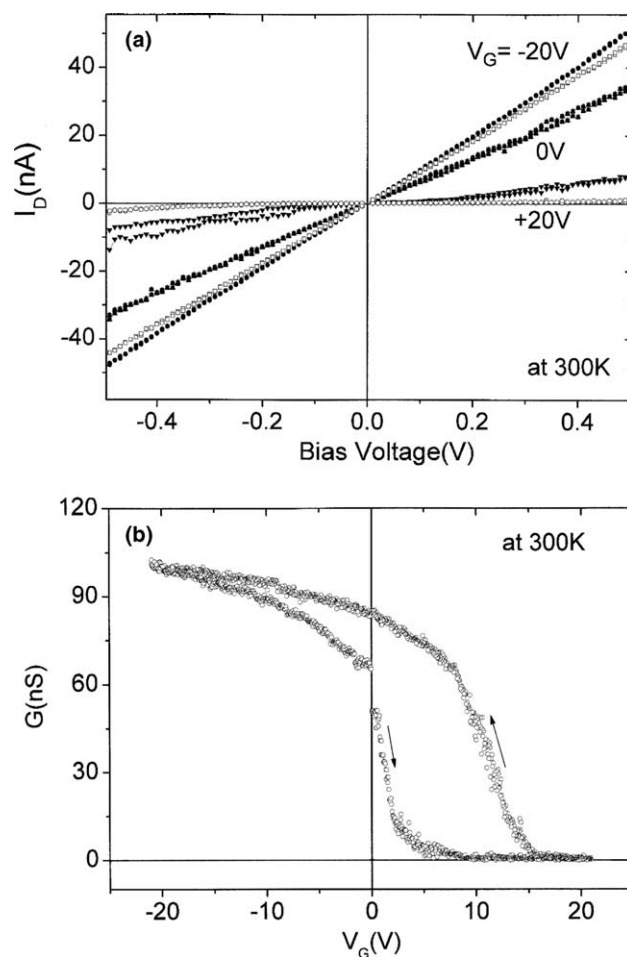 (a)
V_G= -20V
0V
+20V
at 300K
I_D(nA)
40
20
0
-20
-40
-0.4 -0.2 0.0 0.2 0.4
Bias Voltage(V)
(b)
at 300K
G(nS)
120
90
60
30
0
-20 -10 0 10 20
V_G(V)